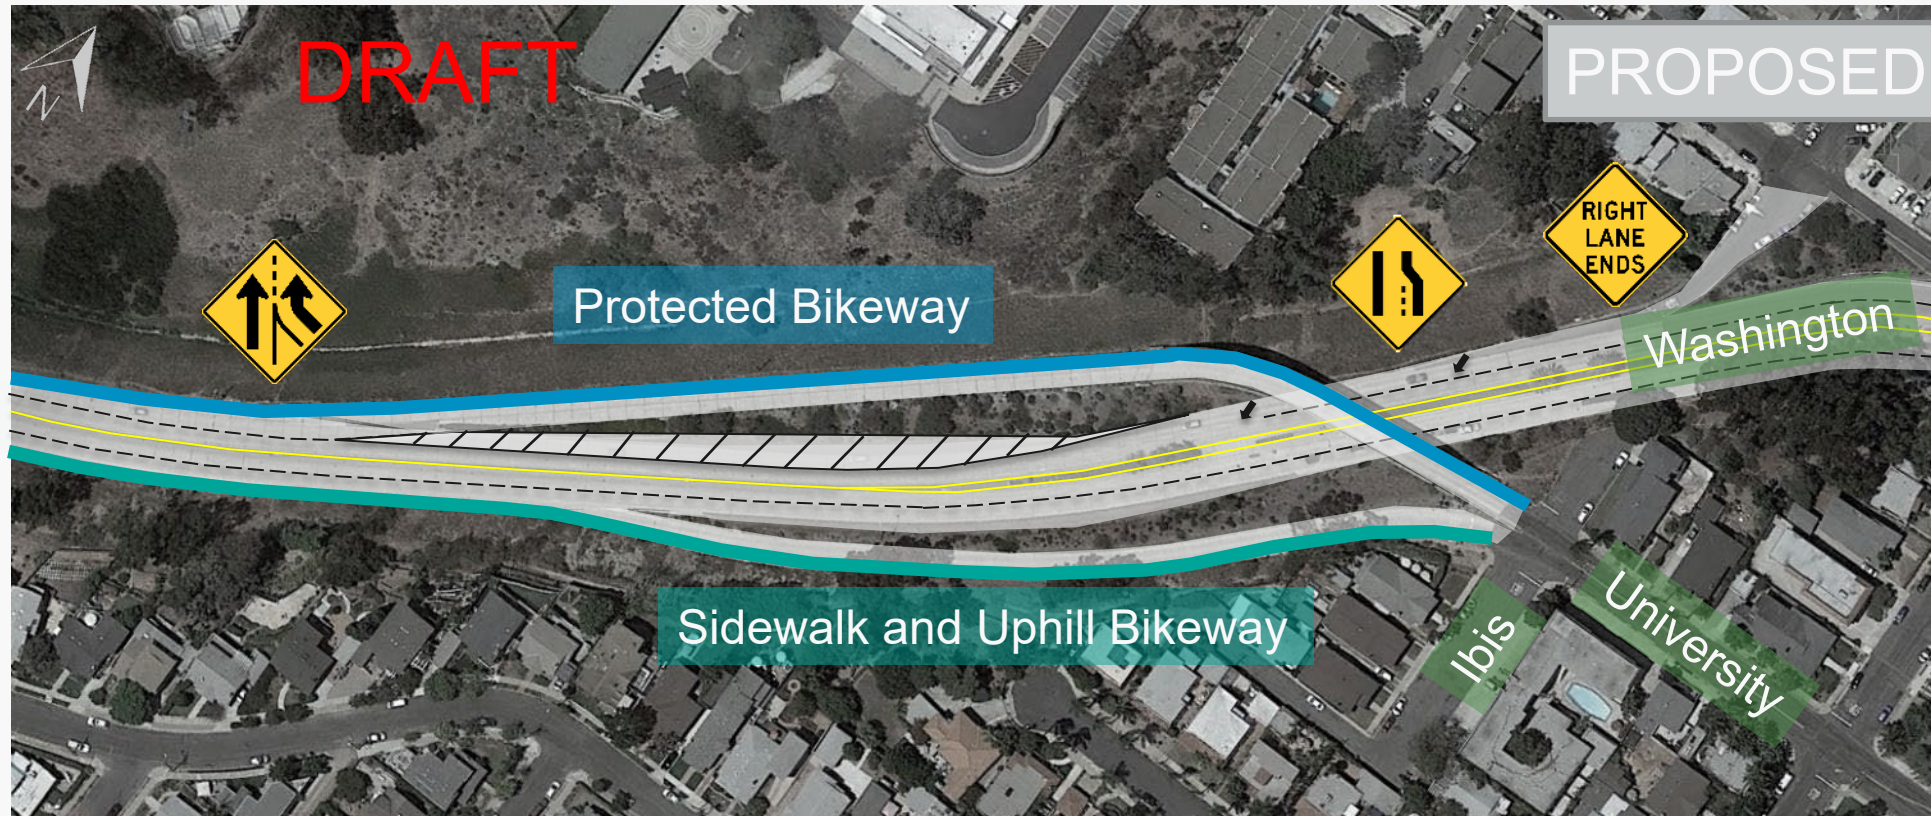 DRAFT
PROPOSED
N
RIGHT
LANE
ENDS
Protected Bikeway
Washington
Sidewalk and Uphill Bikeway
Ibis
University